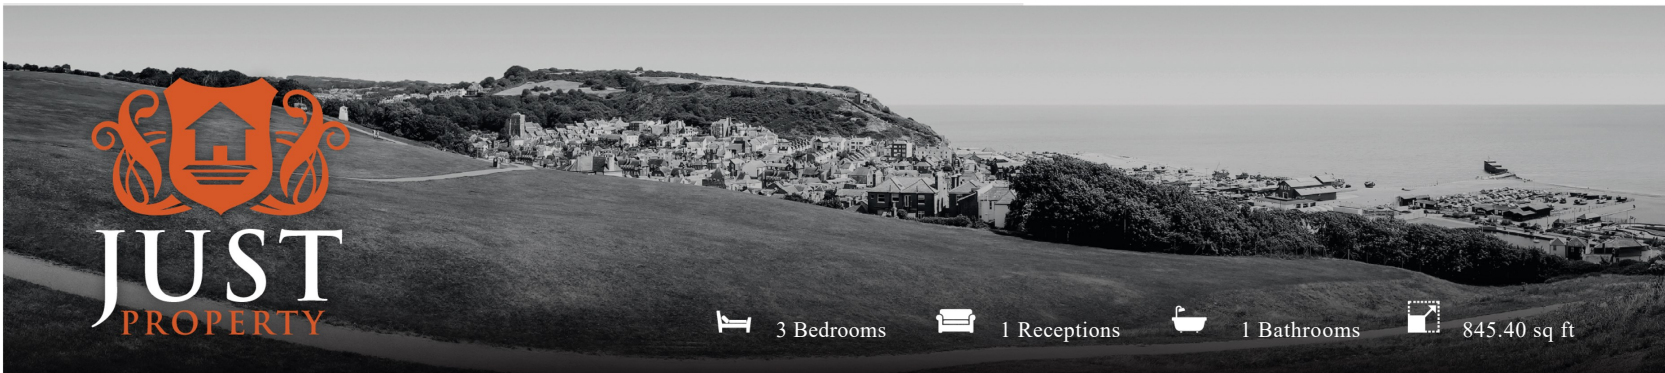 JUST
PROPERTY
3 Bedrooms 1 Receptions 1 Bathrooms 845.40 sq ft